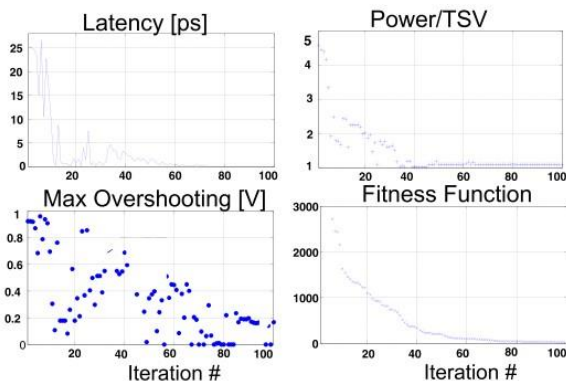 Latency [ps]
25
20
15
10
5
0
20 40 60 80 100
Power/TSV
5
4
3
2
1
20 40 60 80 100
Max Overshooting [V]
1
0.8
0.6
0.4
0.2
0
0 20 40 60 80 100
Iteration #
Fitness Function
3000
2000
1000
0
20 40 60 80 100
Iteration #